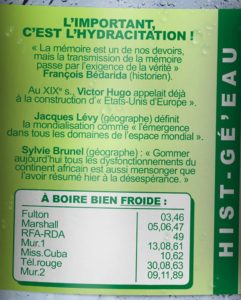 L'IMPORTANT,
C'EST L'HYDRACITATION !
« La mémoire est un de nos devoirs,
mais la transmission de la mémoire
passe par l'exigence de la vérité »
François Bédarida (historien).
Au XIXe s., Victor Hugo appelait déjà
à la construction d'« États-Unis d'Europe ».
Jacques Lévy (géographe) définit
la mondialisation comme « l'émergence
dans tous les domaines de l'espace mondial ».
Sylvie Brunel (géographe) : « Gommer
aujourd'hui tous les dysfonctionnements du
continent africain est aussi mensonger que
l'avoir résumé hier à la désespérance. »
À BOIRE BIEN FROIDE :
Fulton 03,46
Marshall 05,06,47
RFA-RDA 49
Mur.1 13,08,61
Miss.Cuba 10,62
Tél.rouge 30,08,63
Mur.2 09,11,89
HIST-GÉ'EAU